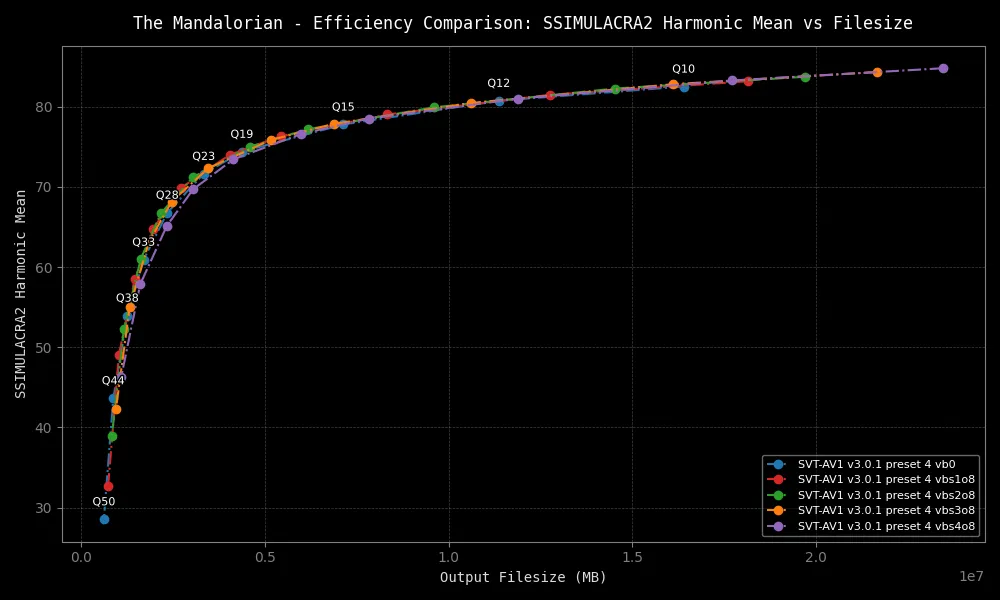 The Mandalorian - Efficiency Comparison: SSIMULACRA2 Harmonic Mean vs Filesize
SSIMULACRA2 Harmonic Mean
80
70
60
50
40
30
Q10
Q12
Q15
Q19
Q23
Q28
Q33
Q38
Q44
Q50
SVT-AV1 v3.0.1 preset 4 vb0
SVT-AV1 v3.0.1 preset 4 vbs1o8
SVT-AV1 v3.0.1 preset 4 vbs2o8
SVT-AV1 v3.0.1 preset 4 vbs3o8
SVT-AV1 v3.0.1 preset 4 vbs4o8
0.0 0.5 1.0 1.5 2.0
1e7
Output Filesize (MB)